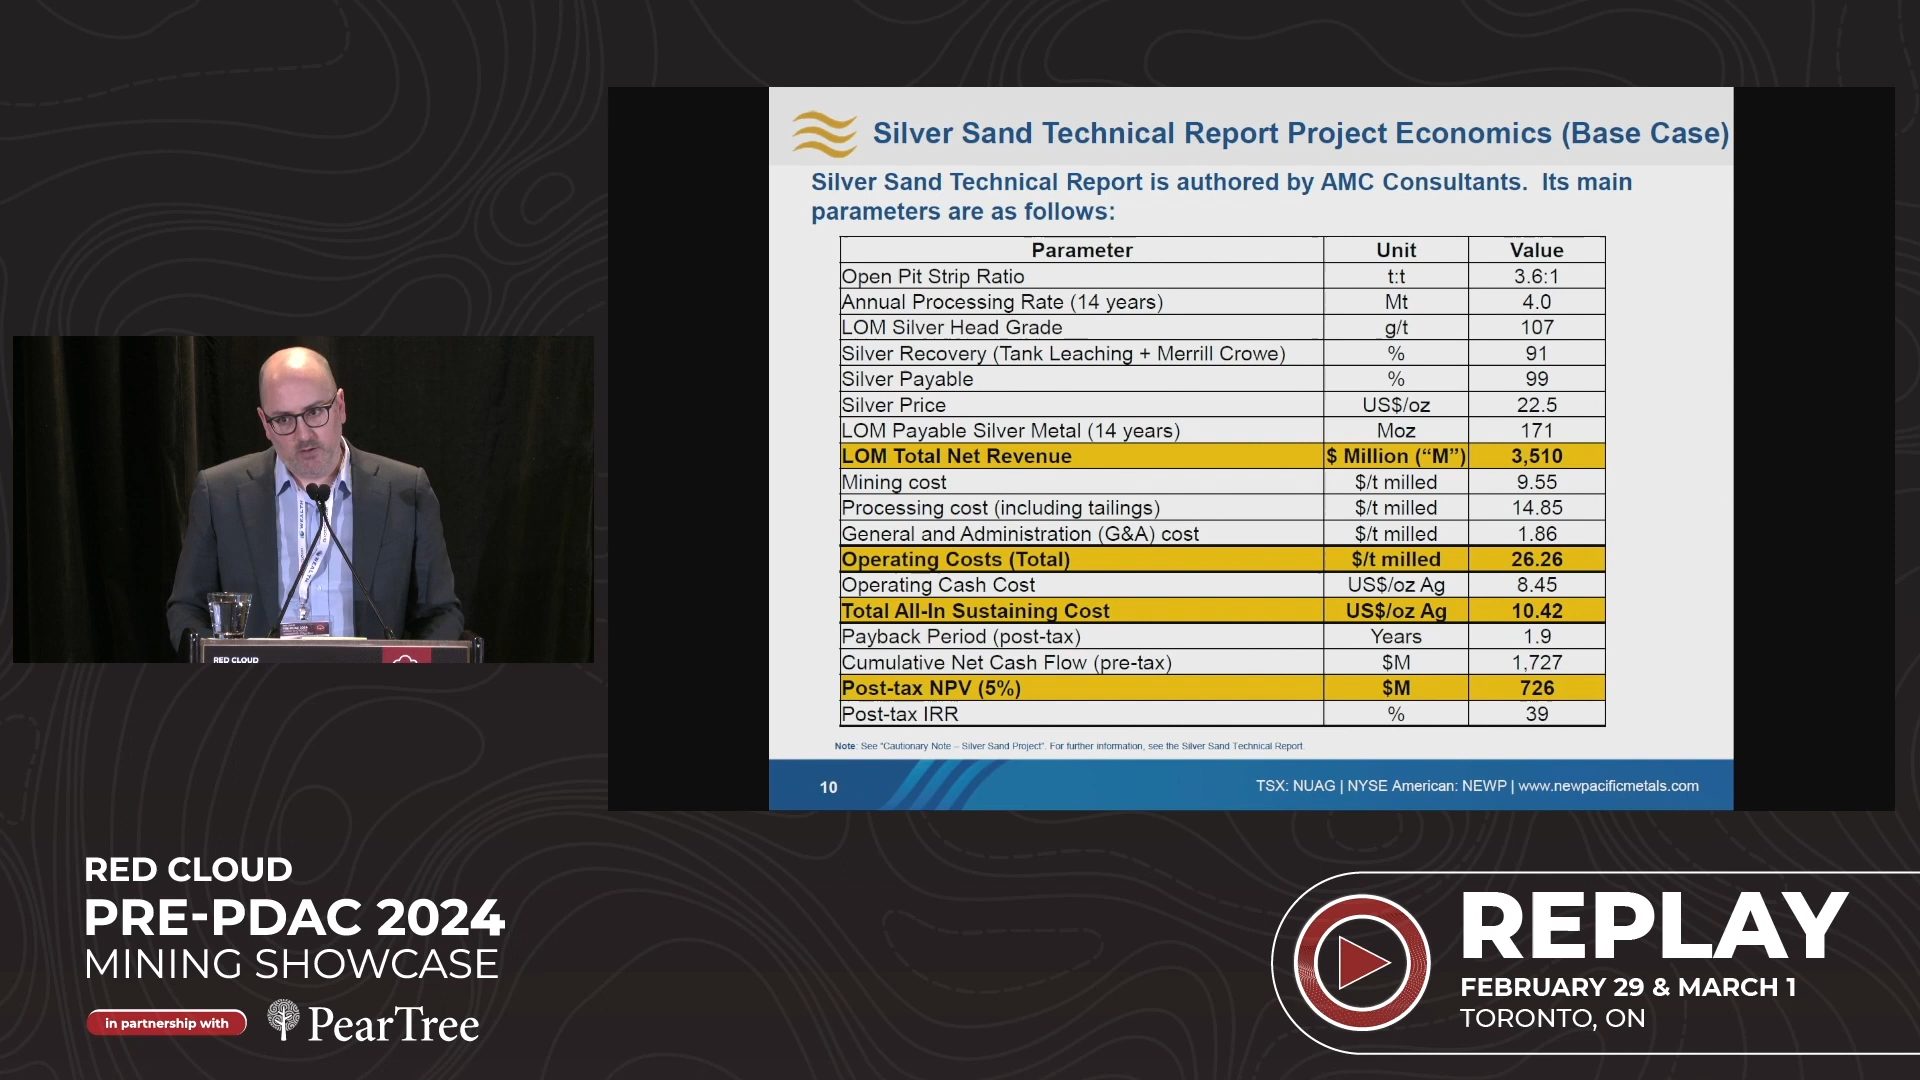 Silver Sand Technical Report Project Economics (Base Case)
Silver Sand Technical Report is authored by AMC Consultants. Its main
parameters are as follows:
Parameter Unit Value
Open Pit Strip Ratio t:t 3.6:1
Annual Processing Rate (14 years) Mt 4.0
LOM Silver Head Grade g/t 107
Silver Recovery (Tank Leaching + Merrill Crowe) % 91
Silver Payable % 99
Silver Price US$/oz 22.5
LOM Payable Silver Metal (14 years) Moz 171
LOM Total Net Revenue $ Million (“M”) 3,510
Mining cost $/t milled 9.55
Processing cost (including tailings) $/t milled 14.85
General and Administration (G&A) cost $/t milled 1.86
Operating Costs (Total) $/t milled 26.26
Operating Cash Cost US$/oz Ag 8.45
Total All-In Sustaining Cost US$/oz Ag 10.42
Payback Period (post-tax) Years 1.9
Cumulative Net Cash Flow (pre-tax) $M 1,727
Post-tax NPV (5%) $M 726
Post-tax IRR % 39
Note: See "Cautionary Note – Silver Sand Project". For further information, see the Silver Sand Technical Report.
10 TSX: NUAG | NYSE American: NEWP | www.newpacificmetals.com
RED CLOUD
RED CLOUD
PRE-PDAC 2024
MINING SHOWCASE
in partnership with PearTree
REPLAY
FEBRUARY 29 & MARCH 1
TORONTO, ON